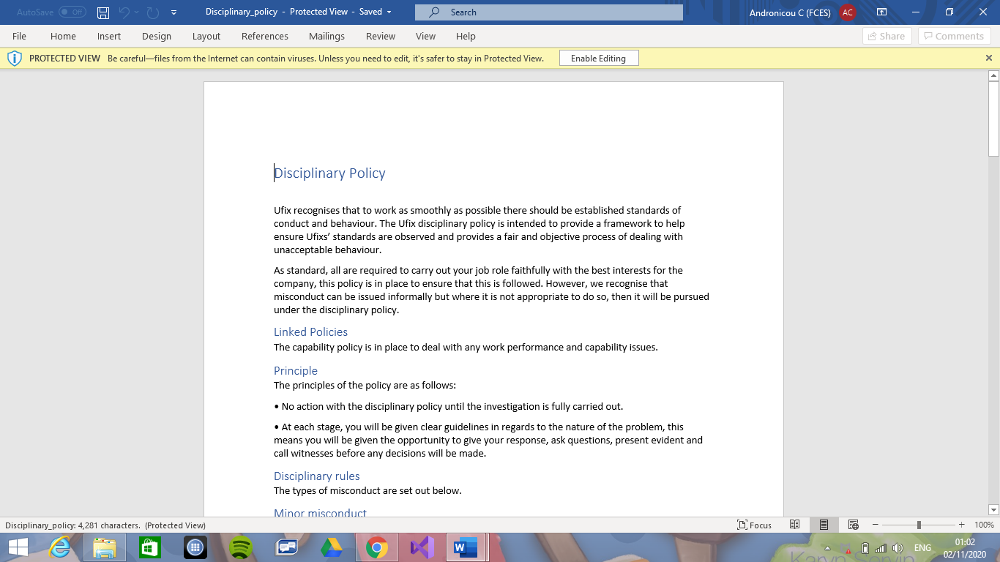 AutoSave Off Disciplinary_policy - Protected View - Saved Search Andronicou C (FCES) AC
File Home Insert Design Layout References Mailings Review View Help Share Comments
PROTECTED VIEW Be careful—files from the Internet can contain viruses. Unless you need to edit, it's safer to stay in Protected View. Enable Editing
Disciplinary Policy
Ufix recognises that to work as smoothly as possible there should be established standards of
conduct and behaviour. The Ufix disciplinary policy is intended to provide a framework to help
ensure Ufixs' standards are observed and provides a fair and objective process of dealing with
unacceptable behaviour.
As standard, all are required to carry out your job role faithfully with the best interests for the
company, this policy is in place to ensure that this is followed. However, we recognise that
misconduct can be issued informally but where it is not appropriate to do so, then it will be pursued
under the disciplinary policy.
Linked Policies
The capability policy is in place to deal with any work performance and capability issues.
Principle
The principles of the policy are as follows:
• No action with the disciplinary policy until the investigation is fully carried out.
• At each stage, you will be given clear guidelines in regards to the nature of the problem, this
means you will be given the opportunity to give your response, ask questions, present evident and
call witnesses before any decisions will be made.
Disciplinary rules
The types of misconduct are set out below.
Minor misconduct
Disciplinary_policy: 4,281 characters. (Protected View) Focus 100%
ENG 01:02
02/11/2020